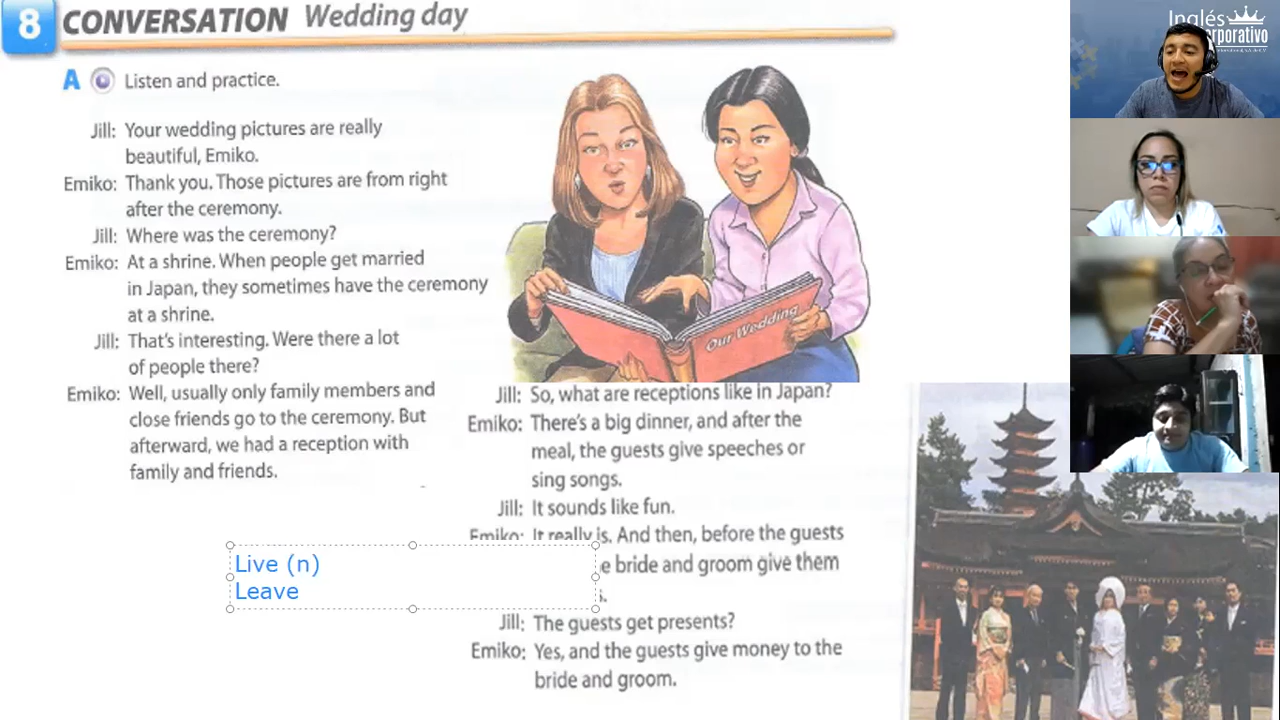 8 CONVERSATION Wedding day
A Listen and practice.
Jill: Your wedding pictures are really
beautiful, Emiko.
Emiko: Thank you. Those pictures are from right
after the ceremony.
Jill: Where was the ceremony?
Emiko: At a shrine. When people get married
in Japan, they sometimes have the ceremony
at a shrine.
Jill: That's interesting. Were there a lot
of people there?
Emiko: Well, usually only family members and
close friends go to the ceremony. But
afterward, we had a reception with
family and friends.
Our Wedding
Jill: So, what are receptions like in Japan?
Emiko: There's a big dinner, and after the
meal, the guests give speeches or
sing songs.
Jill: It sounds like fun.
Emiko: It really is. And then, before the guests
bride and groom give them
Jill: The guests get presents?
Emiko: Yes, and the guests give money to the
bride and groom.
Live (n)
Leave
Inglés